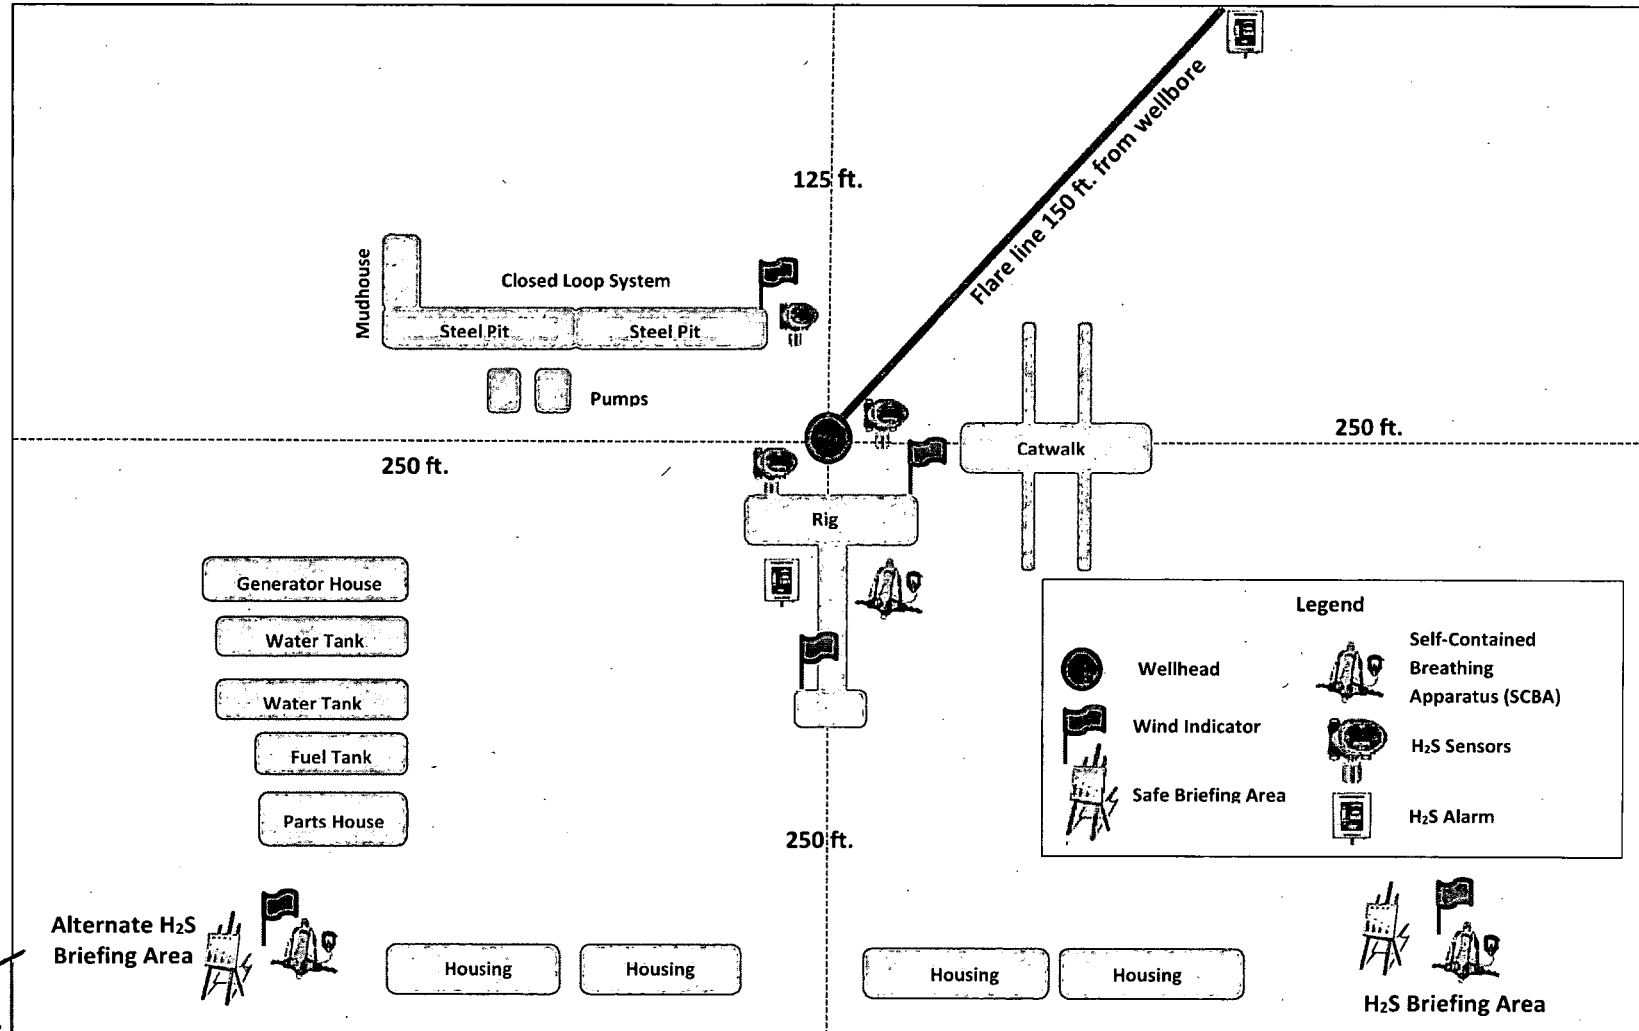 125 ft.
Flare line 150 ft. from wellbore
Mudhouse
Closed Loop System
Steel Pit
Steel Pit
Pumps
250 ft.
250 ft.
Catwalk
Rig
Generator House
Water Tank
Water Tank
Fuel Tank
Parts House
250 ft.
Legend
Wellhead
Wind Indicator
Safe Briefing Area
Self-Contained
Breathing
Apparatus (SCBA)
H2S Sensors
H2S Alarm
Alternate H2S
Briefing Area
Housing
Housing
Housing
Housing
H2S Briefing Area